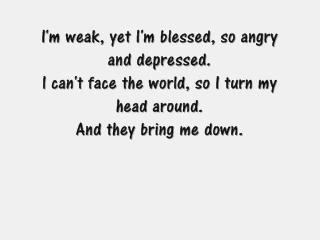 I'm weak, yet I'm blessed, so angry
and depressed.
I can't face the world, so I turn my
head around.
And they bring me down.